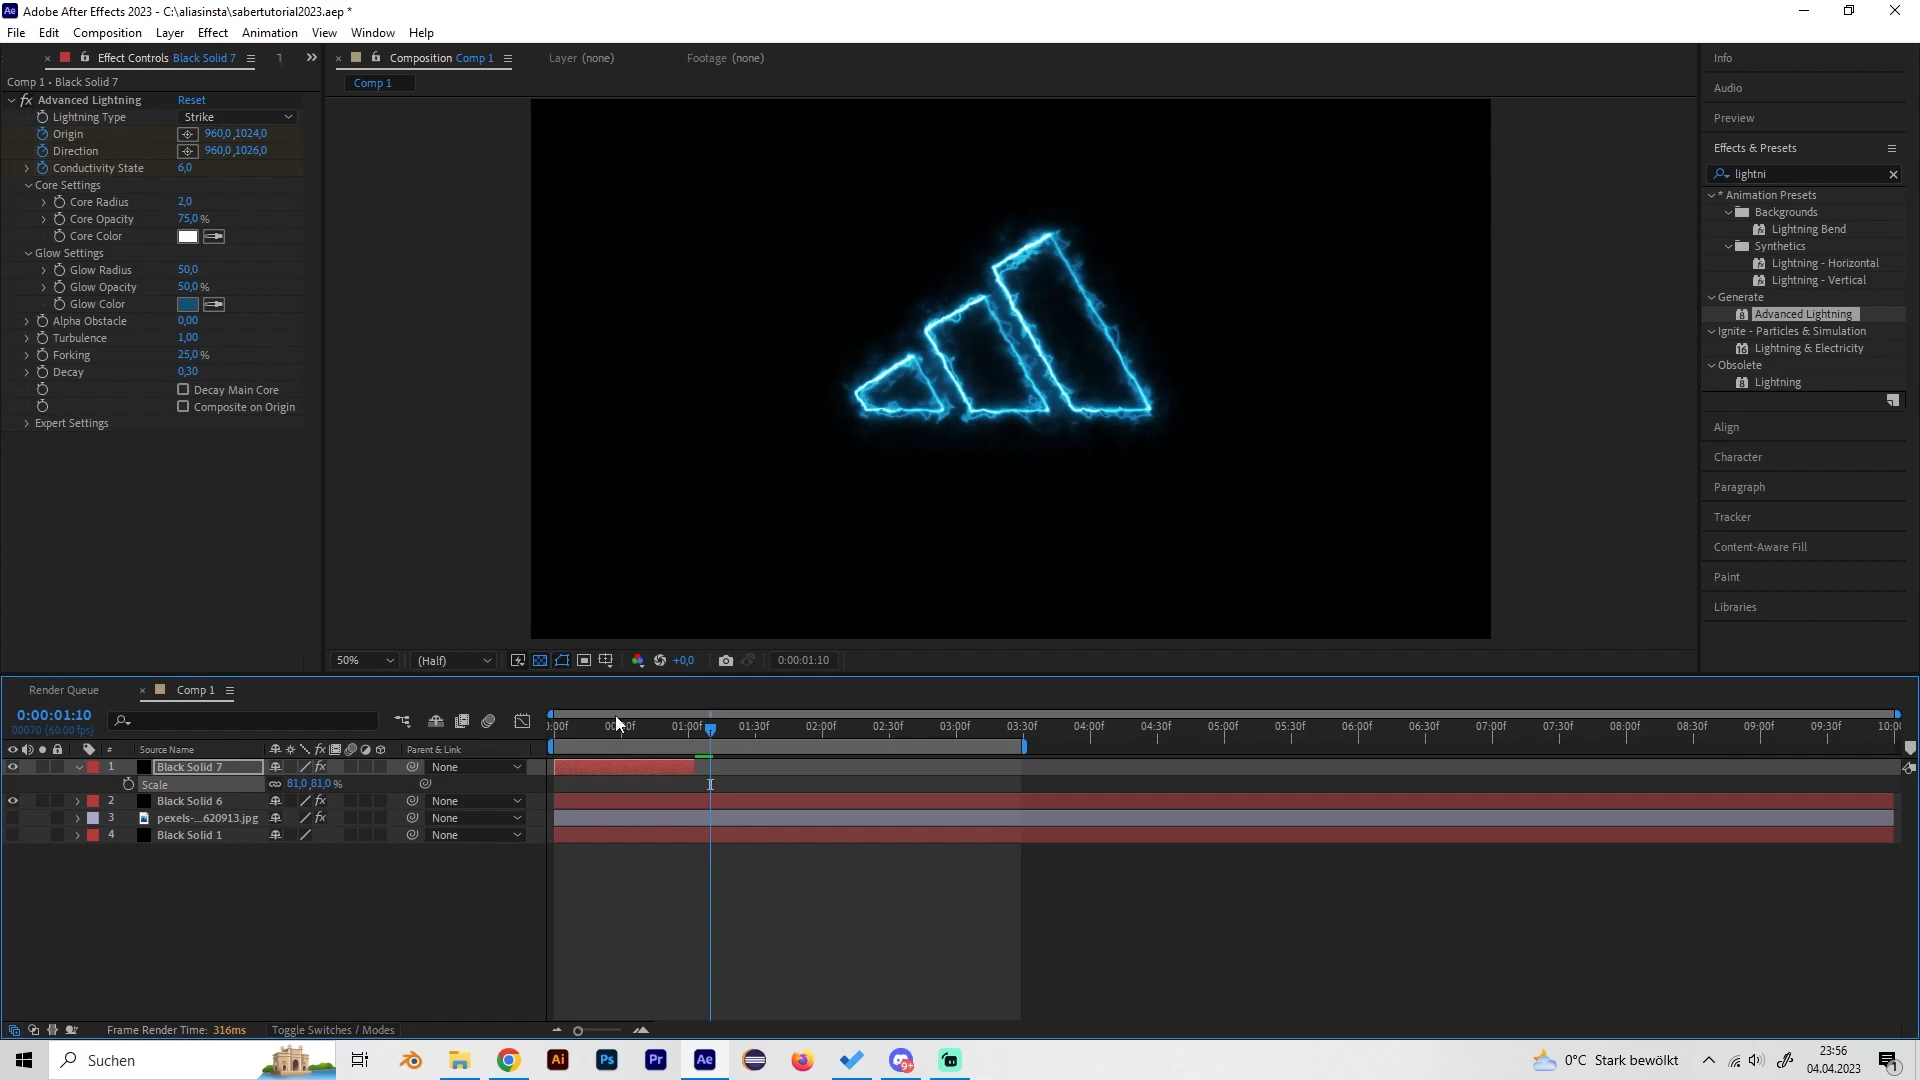 Adobe After Effects 2023 - C:\aliasinsta\sabertutorial2023.aep *
File Edit Composition Layer Effect Animation View Window Help
Effect Controls Black Solid 7
Composition Comp 1
Layer (none)
Footage (none)
Comp 1 • Black Solid 7
Comp 1
fx Advanced Lightning Reset
Lightning Type Strike
Origin 960,0 ,1024,0
Direction 960,0 ,1026,0
Conductivity State 6,0
Core Settings
Core Radius 2,0
Core Opacity 75,0 %
Core Color
Glow Settings
Glow Radius 50,0
Glow Opacity 50,0 %
Glow Color
Alpha Obstacle 0,00
Turbulence 1,00
Forking 25,0 %
Decay 0,30
Decay Main Core
Composite on Origin
Expert Settings
50% (Half) +0,0 0:00:01:10
Info
Audio
Preview
Effects & Presets
lightni
* Animation Presets
Backgrounds
Lightning Bend
Synthetics
Lightning - Horizontal
Lightning - Vertical
Generate
Advanced Lightning
Ignite - Particles & Simulation
Lightning & Electricity
Obsolete
Lightning
Align
Character
Paragraph
Tracker
Content-Aware Fill
Paint
Libraries
Render Queue Comp 1
0:00:01:10
00070 (60.00 fps)
01:00f 01:30f 02:00f 02:30f 03:00f 03:30f 04:00f 04:30f 05:00f 05:30f 06:00f 06:30f 07:00f 07:30f 08:00f 08:30f 09:00f 09:30f
# Source Name fx Parent & Link
1 Black Solid 7 fx None
Scale 81,0 ,81,0 %
2 Black Solid 6 fx None
3 pexels-...620913.jpg fx None
4 Black Solid 1 None
Frame Render Time: 316ms Toggle Switches / Modes
Suchen
Ai Ps Pr Ae
9+
0°C Stark bewölkt
23:56
04.04.2023
1